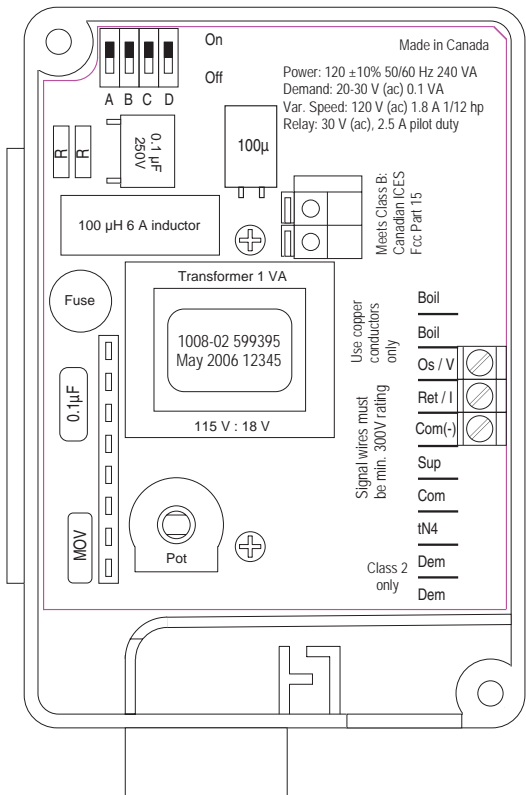 On
Off
A B C D
Made in Canada
Power: 120 ±10% 50/60 Hz 240 VA
Demand: 20-30 V (ac) 0.1 VA
Var. Speed: 120 V (ac) 1.8 A 1/12 hp
Relay: 30 V (ac), 2.5 A pilot duty
R
R
0.1 µF
250V
100µ
Meets Class B:
Canadian ICES
Fcc Part 15
100 µH 6 A inductor
Transformer 1 VA
Fuse
1008-02 599395
May 2006 12345
115 V : 18 V
0.1µF
MOV
Pot
Use copper
conductors
only
Signal wires must
be min. 300V rating
Class 2
only
Boil
Boil
Os / V
Ret / I
Com(-)
Sup
Com
tN4
Dem
Dem